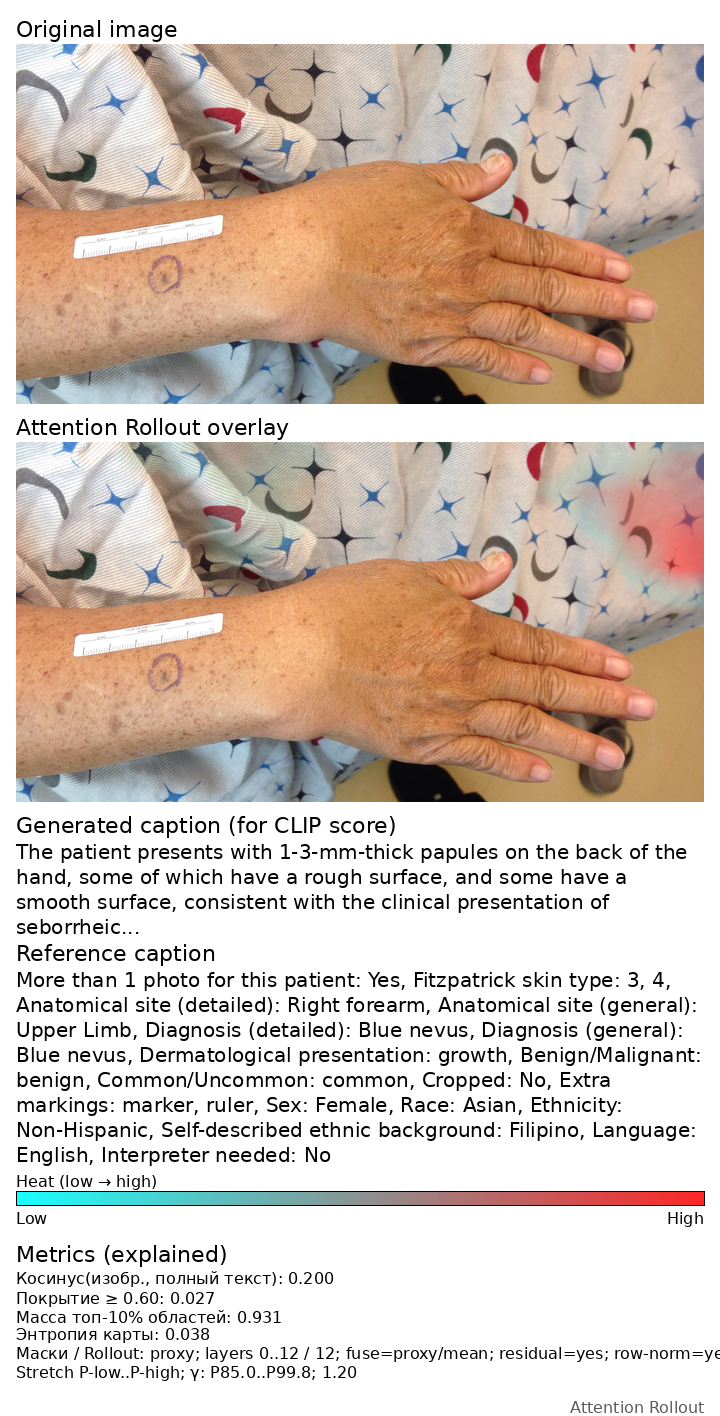 Original image
Attention Rollout overlay
Generated caption (for CLIP score)
The patient presents with 1-3-mm-thick papules on the back of the
hand, some of which have a rough surface, and some have a
smooth surface, consistent with the clinical presentation of
seborrheic...
Reference caption
More than 1 photo for this patient: Yes, Fitzpatrick skin type: 3, 4,
Anatomical site (detailed): Right forearm, Anatomical site (general):
Upper Limb, Diagnosis (detailed): Blue nevus, Diagnosis (general):
Blue nevus, Dermatological presentation: growth, Benign/Malignant:
benign, Common/Uncommon: common, Cropped: No, Extra
markings: marker, ruler, Sex: Female, Race: Asian, Ethnicity:
Non-Hispanic, Self-described ethnic background: Filipino, Language:
English, Interpreter needed: No
Heat (low → high)
Low High
Metrics (explained)
Косинус(изобр., полный текст): 0.200
Покрытие ≥ 0.60: 0.027
Масса топ-10% областей: 0.931
Энтропия карты: 0.038
Маски / Rollout: proxy; layers 0..12 / 12; fuse=proxy/mean; residual=yes; row-norm=ye
Stretch P-low..P-high; γ: P85.0..P99.8; 1.20
Attention Rollout